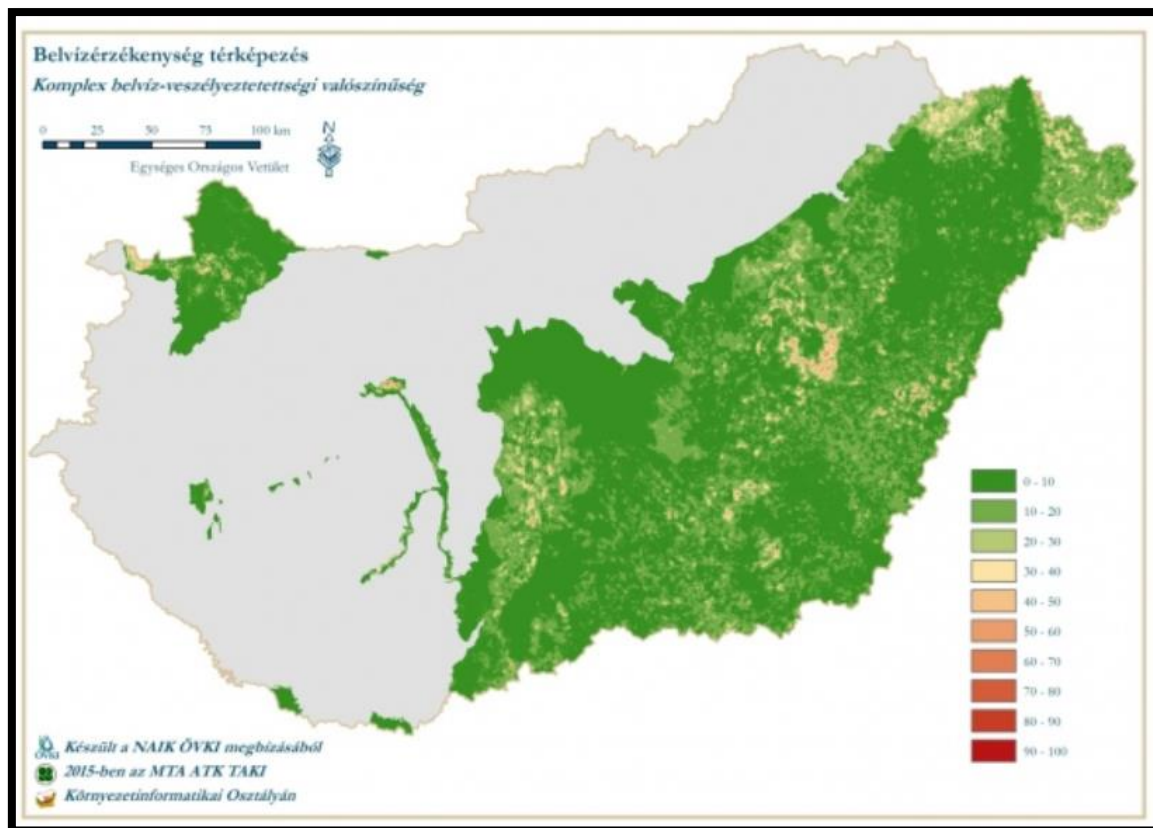 Belvízérzékenység térképezés
Komplex belvíz-veszélyeztetettségi valószínűség
0 25 50 75 100 km
N
Egységes Országos Vetület
0 - 10
10 - 20
20 - 30
30 - 40
40 - 50
50 - 60
60 - 70
70 - 80
80 - 90
90 - 100
ÖVKI Készült a NAIK ÖVKI megbízásából
2015-ben az MTA ATK TAKI
Környezetinformatikai Osztályán